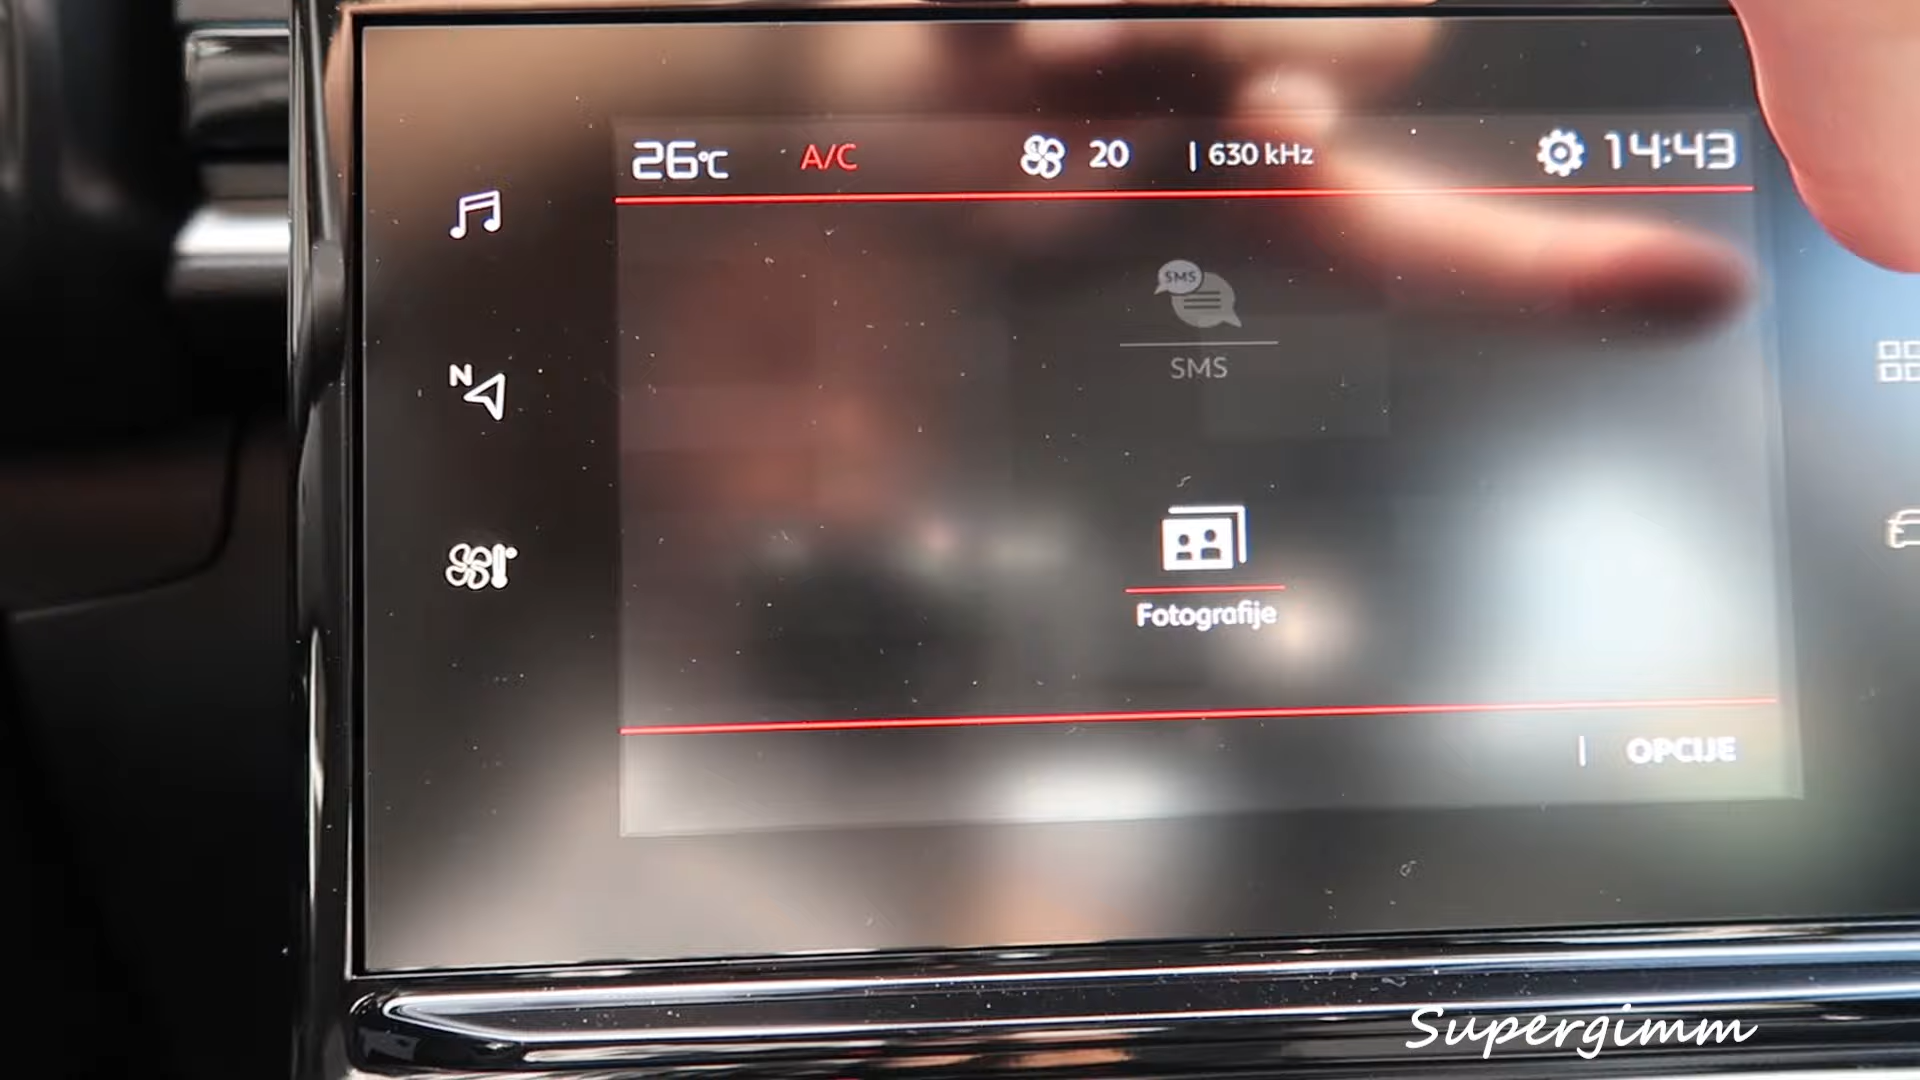 26°C A/C 20 | 630 kHz 14:43
N
SMS
SMS
Fotografije
| OPCIJE
Supergimm